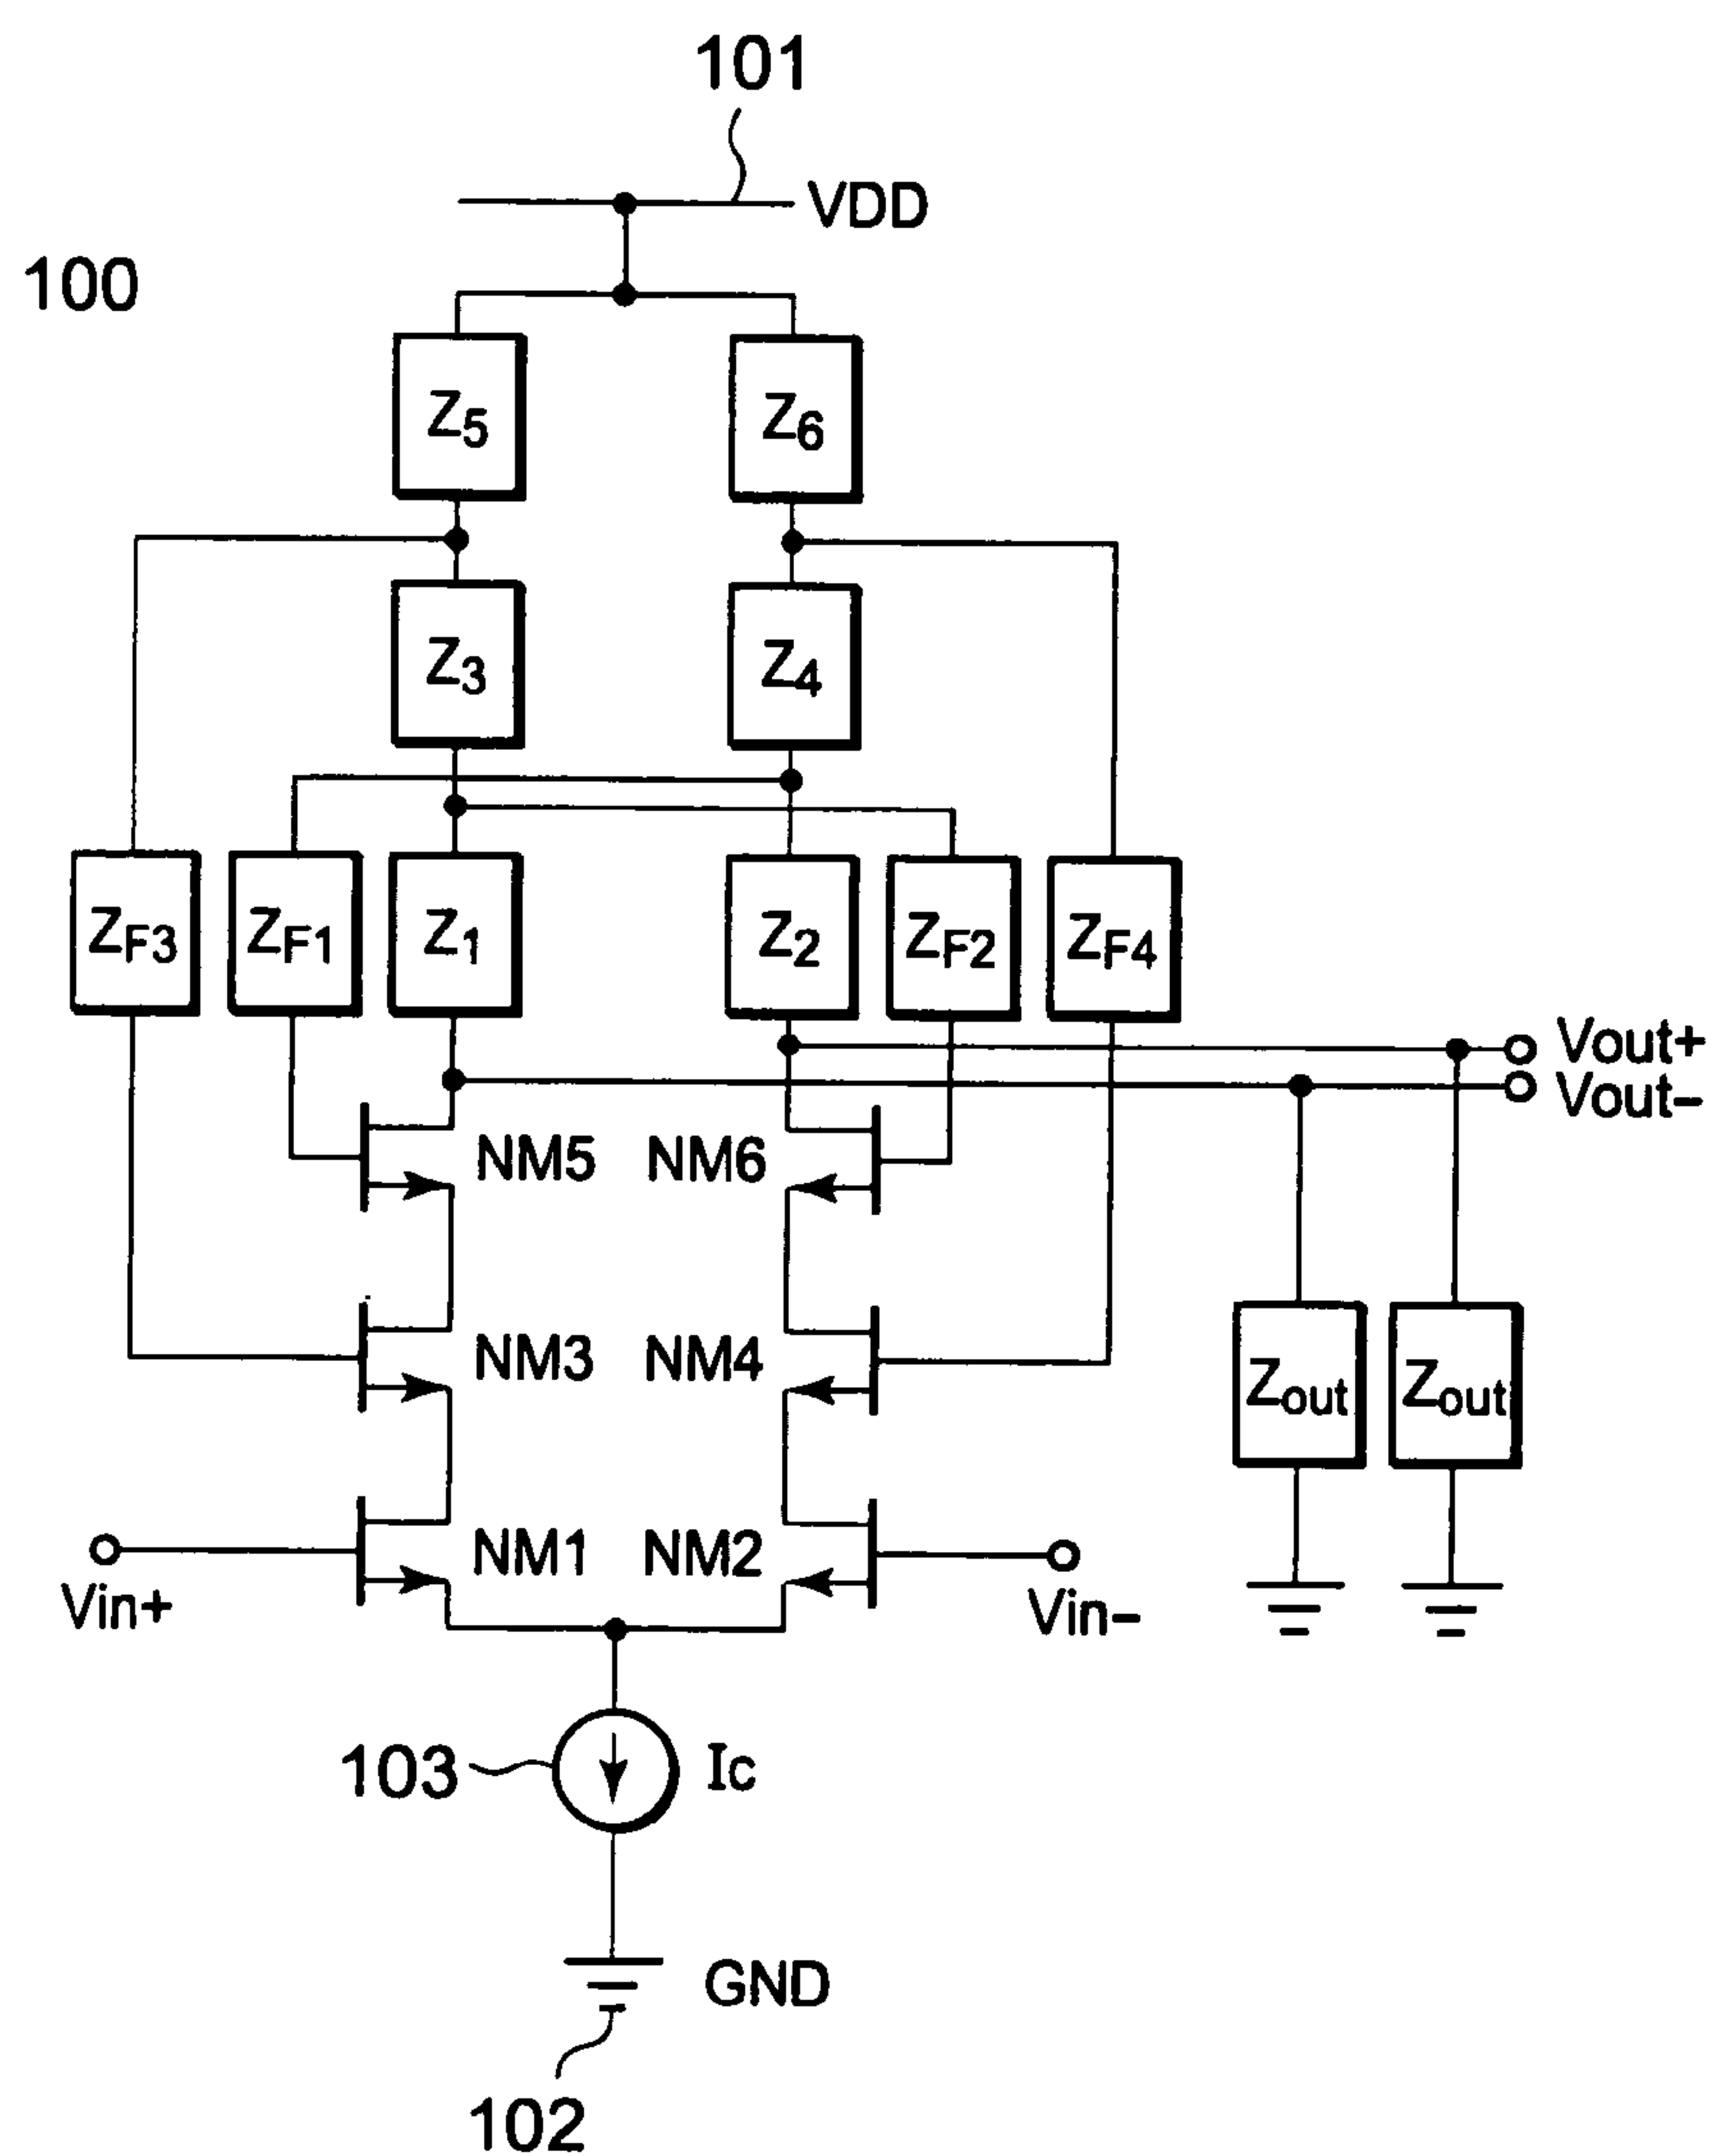 101
VDD
100
Z5
Z6
Z3
Z4
ZF3
ZF1
Z1
Z2
ZF2
ZF4
Vout+
Vout-
NM5
NM6
NM3
NM4
Zout
Zout
NM1
NM2
Vin+
Vin-
103
Ic
GND
102